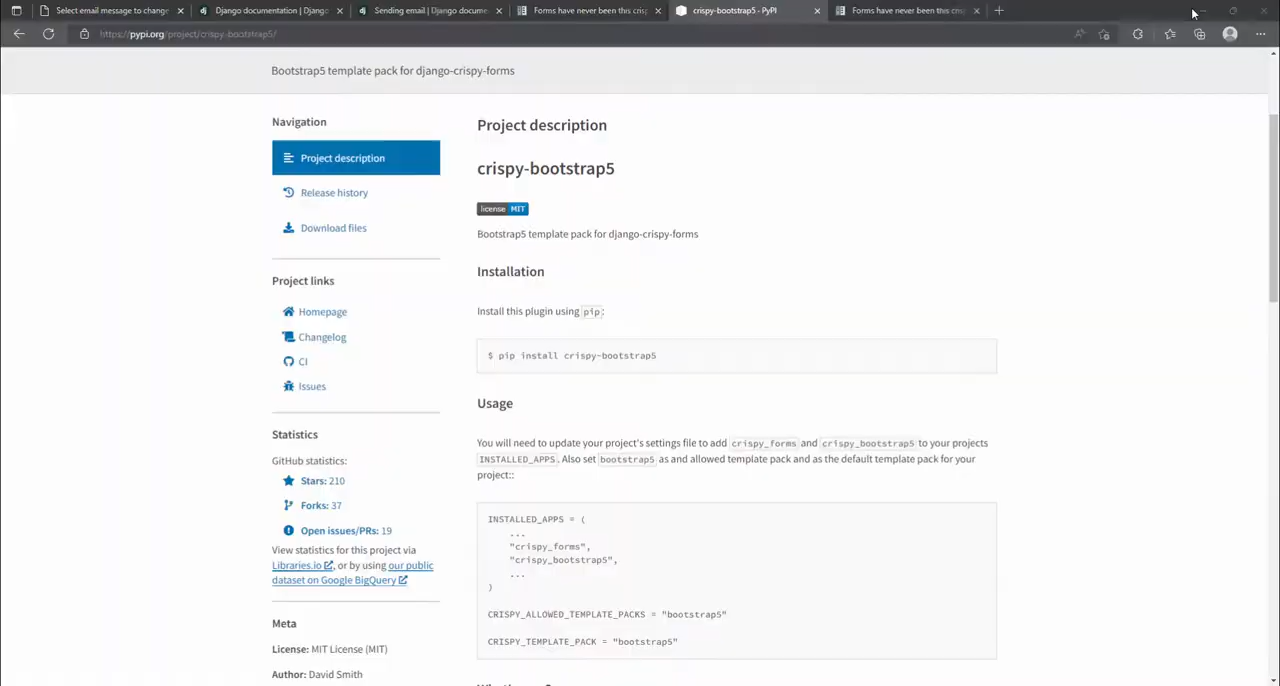 Select email message to change
Django documentation | Django
Sending email | Django docume
Forms have never been this crisp
crispy-bootstrap5 · PyPI
Forms have never been this crisp
https://pypi.org/project/crispy-bootstrap5/
Bootstrap5 template pack for django-crispy-forms
Navigation
Project description
Release history
Download files
Project links
Homepage
Changelog
CI
Issues
Statistics
GitHub statistics:
Stars: 210
Forks: 37
Open issues/PRs: 19
View statistics for this project via
Libraries.io, or by using our public
dataset on Google BigQuery
Meta
License: MIT License (MIT)
Author: David Smith
Project description
crispy-bootstrap5
license MIT
Bootstrap5 template pack for django-crispy-forms
Installation
Install this plugin using pip:
$ pip install crispy-bootstrap5
Usage
You will need to update your project's settings file to add crispy_forms and crispy_bootstrap5 to your projects
INSTALLED_APPS. Also set bootstrap5 as and allowed template pack and as the default template pack for your
project::
INSTALLED_APPS = (
...
"crispy_forms",
"crispy_bootstrap5",
...
)
CRISPY_ALLOWED_TEMPLATE_PACKS = "bootstrap5"
CRISPY_TEMPLATE_PACK = "bootstrap5"